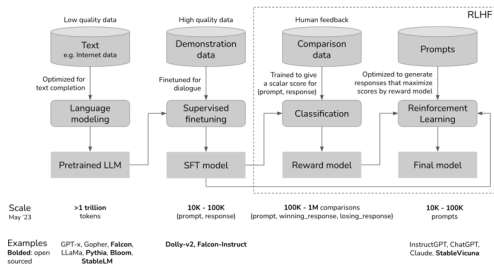 RLHF
Low quality data
High quality data
Human feedback
Text
e.g. Internet data
Demonstration
data
Comparison
data
Prompts
Optimized for
text completion
Finetuned for
dialogue
Trained to give
a scalar score for
(prompt, response)
Optimized to generate
responses that maximize
scores by reward model
Language
modeling
Supervised
finetuning
Classification
Reinforcement
Learning
Pretrained LLM
SFT model
Reward model
Final model
Scale
May '23
>1 trillion
tokens
10K - 100K
(prompt, response)
100K - 1M comparisons
(prompt, winning_response, losing_response)
10K - 100K
prompts
Examples
Bolded: open
sourced
GPT-x, Gopher, Falcon,
LLaMa, Pythia, Bloom,
StableLM
Dolly-v2, Falcon-Instruct
InstructGPT, ChatGPT,
Claude, StableVicuna